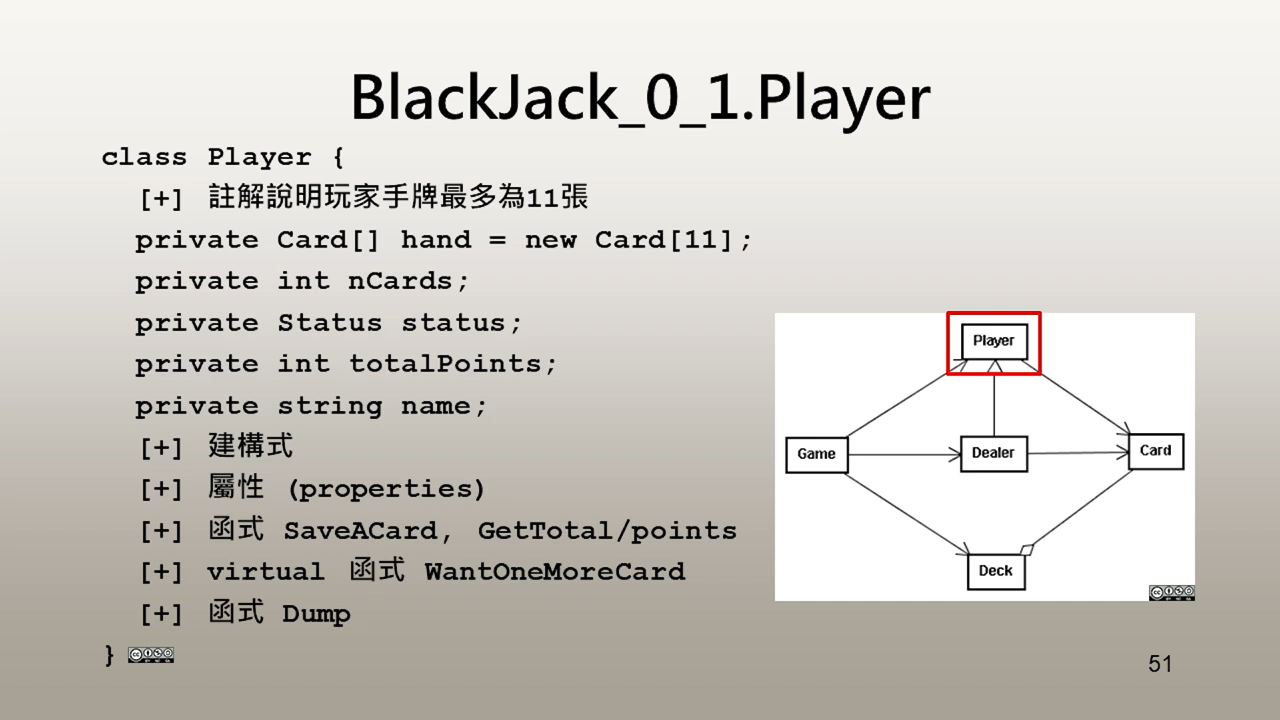 BlackJack_0_1.Player
class Player {
[+] 註解說明玩家手牌最多為11張
private Card[] hand = new Card[11];
private int nCards;
private Status status;
private int totalPoints;
private string name;
[+] 建構式
[+] 屬性 (properties)
[+] 函式 SaveACard, GetTotal/points
[+] virtual 函式 WantOneMoreCard
[+] 函式 Dump
}
Player
Game
Dealer
Card
Deck
51